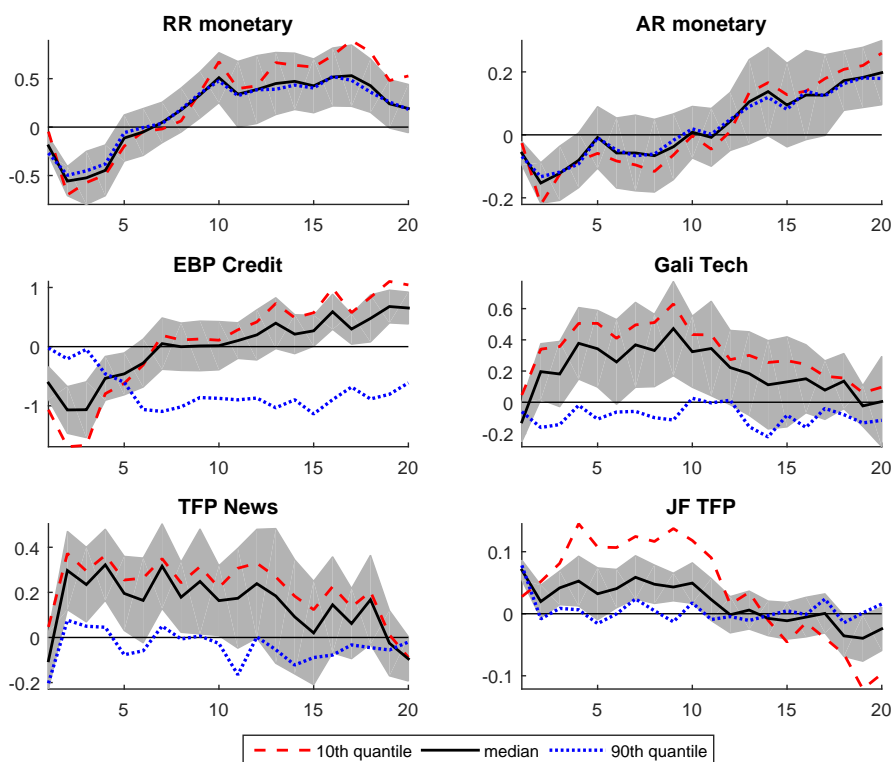 RR monetary
0.5
0
-0.5
5 10 15 20
AR monetary
0.2
0
-0.2
5 10 15 20
EBP Credit
1
0
-1
5 10 15 20
Gali Tech
0.6
0.4
0.2
0
-0.2
5 10 15 20
TFP News
0.4
0.2
0
-0.2
5 10 15 20
JF TFP
0.1
0
-0.1
5 10 15 20
10th quantile median 90th quantile